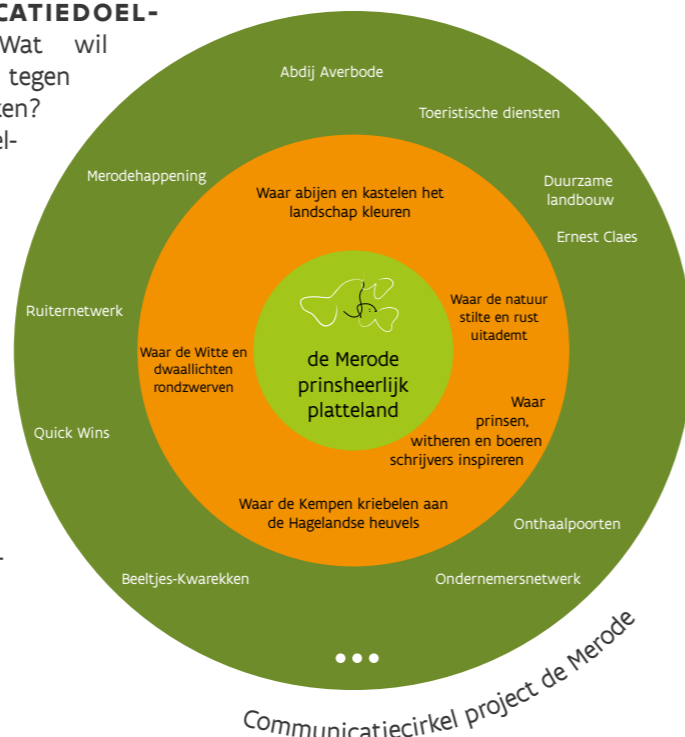 CATIEDOEL-
Wat wil
tegen
Abdij Averbode
Toeristische diensten
Merodehappening
Duurzame
landbouw
Ernest Claes
Waar abijen en kastelen het
landschap kleuren
Waar de natuur
stilte en rust
uitademt
Ruiternetwerk
Waar de Witte en
dwaallichten
rondzwerven
de Merode
prinsheerlijk
platteland
Waar
prinsen,
witheren en boeren
schrijvers inspireren
Quick Wins
Waar de Kempen kriebelen aan
de Hagelandse heuvels
Onthaalpoorten
Beeltjes-Kwarekken
Ondernemersnetwerk
...
Communicatiecirkel project de Merode